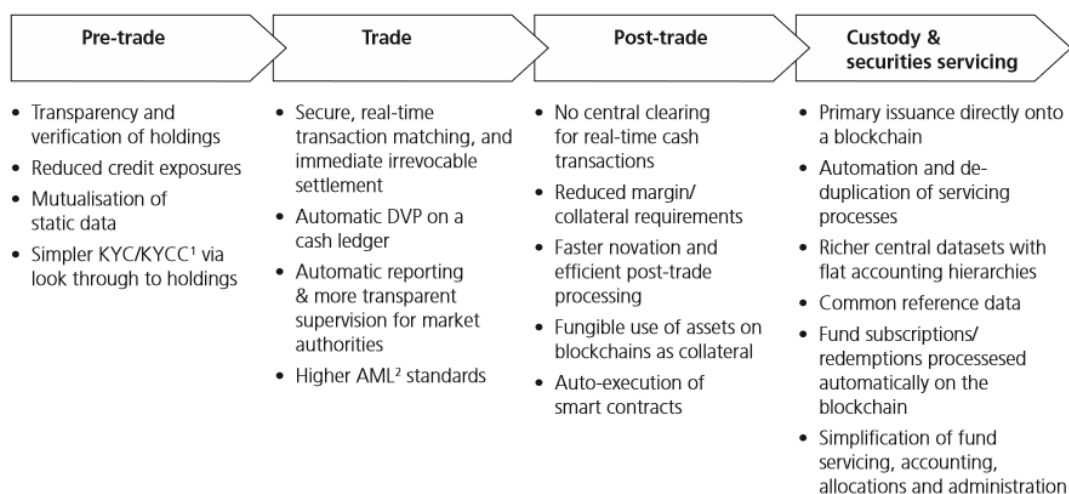 Pre-trade
Trade
Post-trade
Custody &
securities servicing
• Transparency and
verification of holdings
• Reduced credit exposures
• Mutualisation of
static data
• Simpler KYC/KYCC¹ via
look through to holdings
• Secure, real-time
transaction matching, and
immediate irrevocable
settlement
• Automatic DVP on a
cash ledger
• Automatic reporting
& more transparent
supervision for market
authorities
• Higher AML² standards
• No central clearing
for real-time cash
transactions
• Reduced margin/
collateral requirements
• Faster novation and
efficient post-trade
processing
• Fungible use of assets on
blockchains as collateral
• Auto-execution of
smart contracts
• Primary issuance directly onto
a blockchain
• Automation and de-
duplication of servicing
processes
• Richer central datasets with
flat accounting hierarchies
• Common reference data
• Fund subscriptions/
redemptions processesed
automatically on the
blockchain
• Simplification of fund
servicing, accounting,
allocations and administration